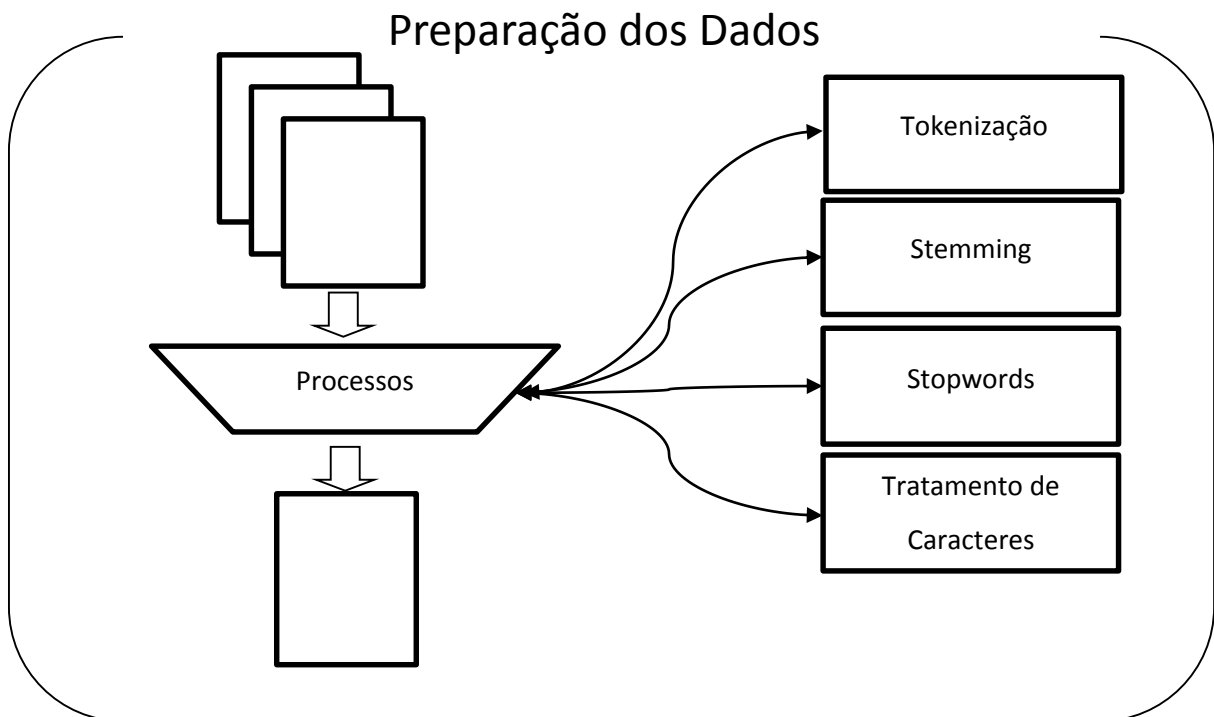 Preparação dos Dados
Tokenização
Stemming
Processos
Stopwords
Tratamento de
Caracteres